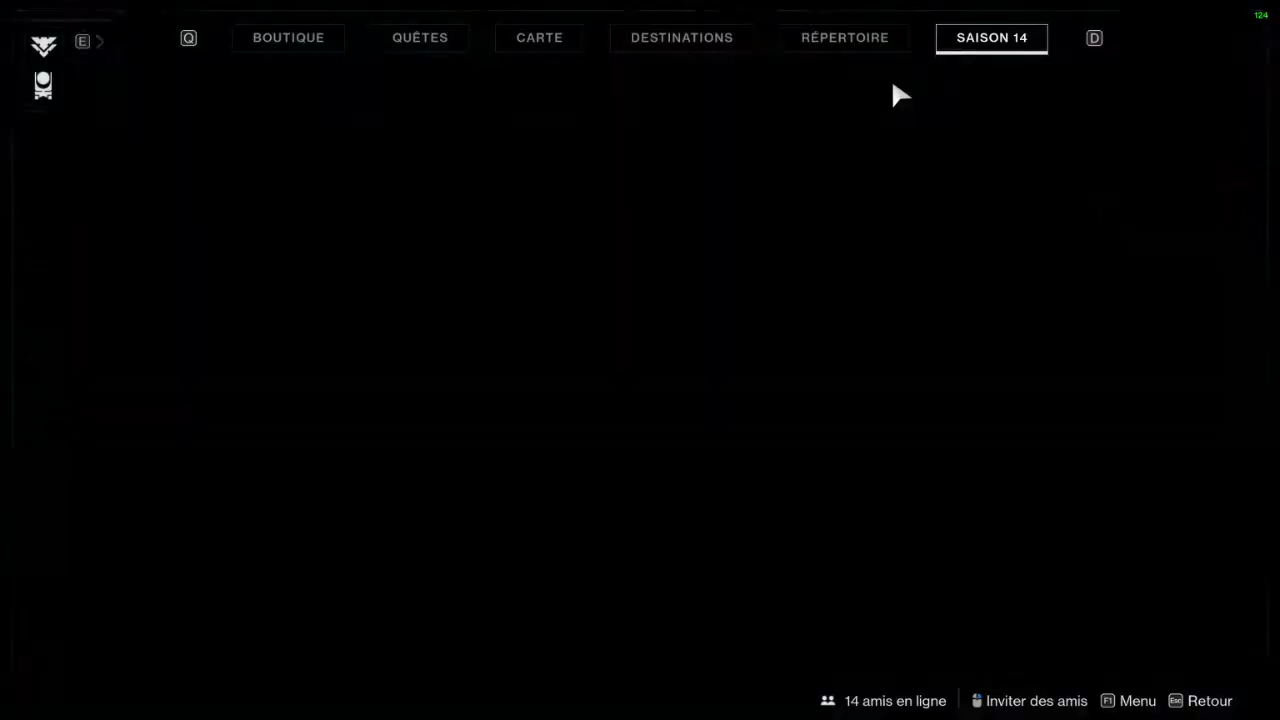 124
E
Q
BOUTIQUE
QUÊTES
CARTE
DESTINATIONS
RÉPERTOIRE
SAISON 14
D
14 amis en ligne
Inviter des amis
F1 Menu
Esc Retour